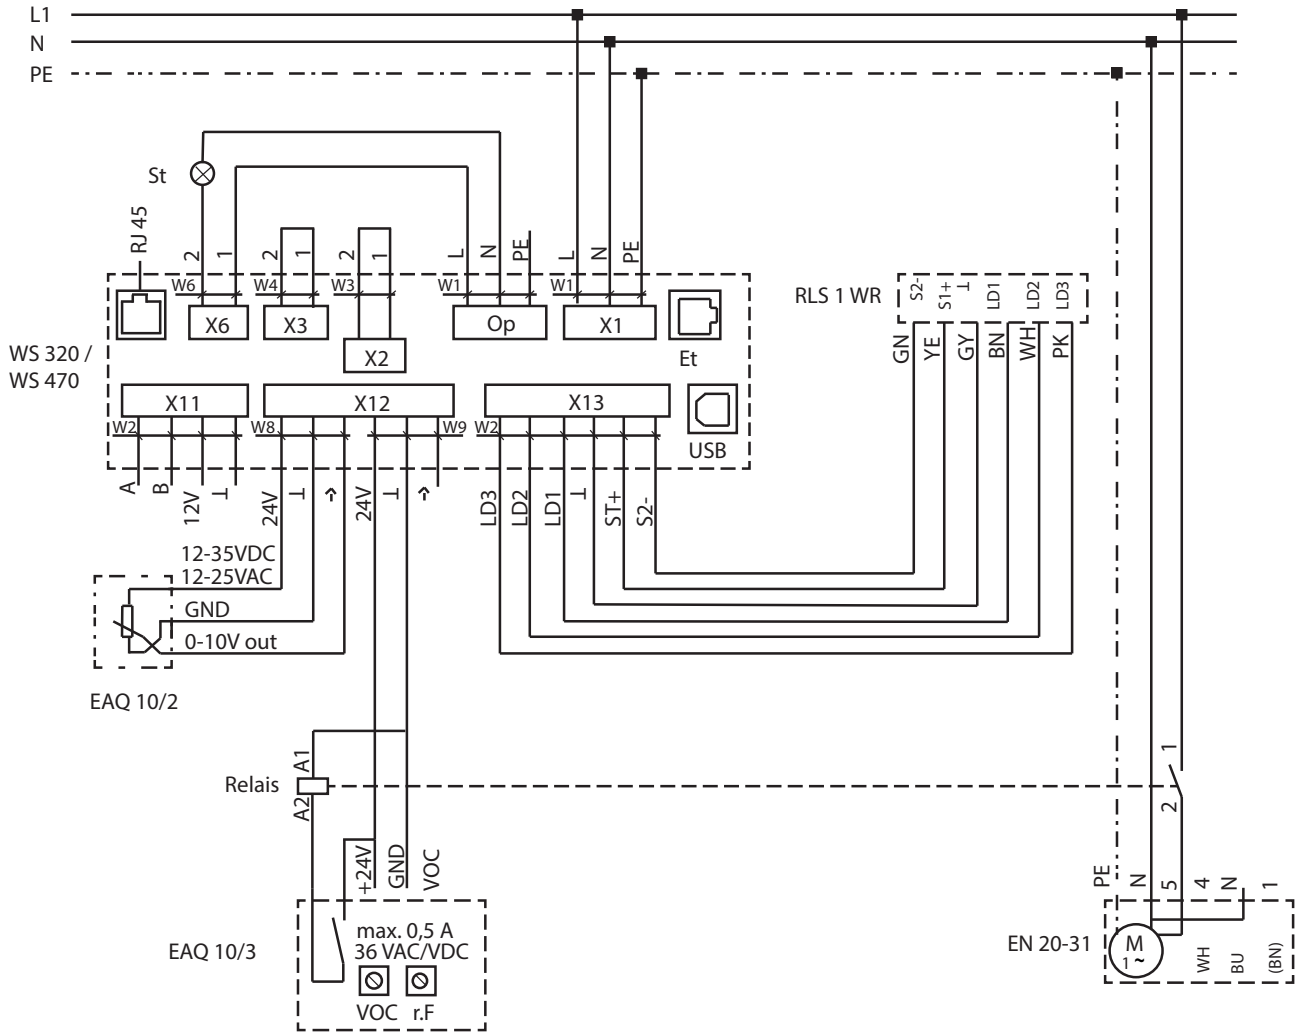 L1
N
PE
St
RJ 45
2 1 2 1 2 1 L N PE L N PE
W6 W4 W3 W1 W1
X6 X3 Op X1
X2
Et
WS 320 /
WS 470
X11 X12 X13
W2 W8 W9 W2
USB
A B 12V ⊥ 24V ⊥ ↑ 24V ⊥ ↑ LD3 LD2 LD1 ⊥ ST+ S2-
RLS 1 WR
S2- S1+ ⊥ LD1 LD2 LD3
GN YE GY BN WH PK
12-35VDC
12-25VAC
GND
0-10V out
EAQ 10/2
A1
Relais
A2
1
2
+24V GND VOC
EAQ 10/3
max. 0,5 A
36 VAC/VDC
VOC r.F
PE N 5 4 N 1
EN 20-31
M
1 ~
WH BU (BN)